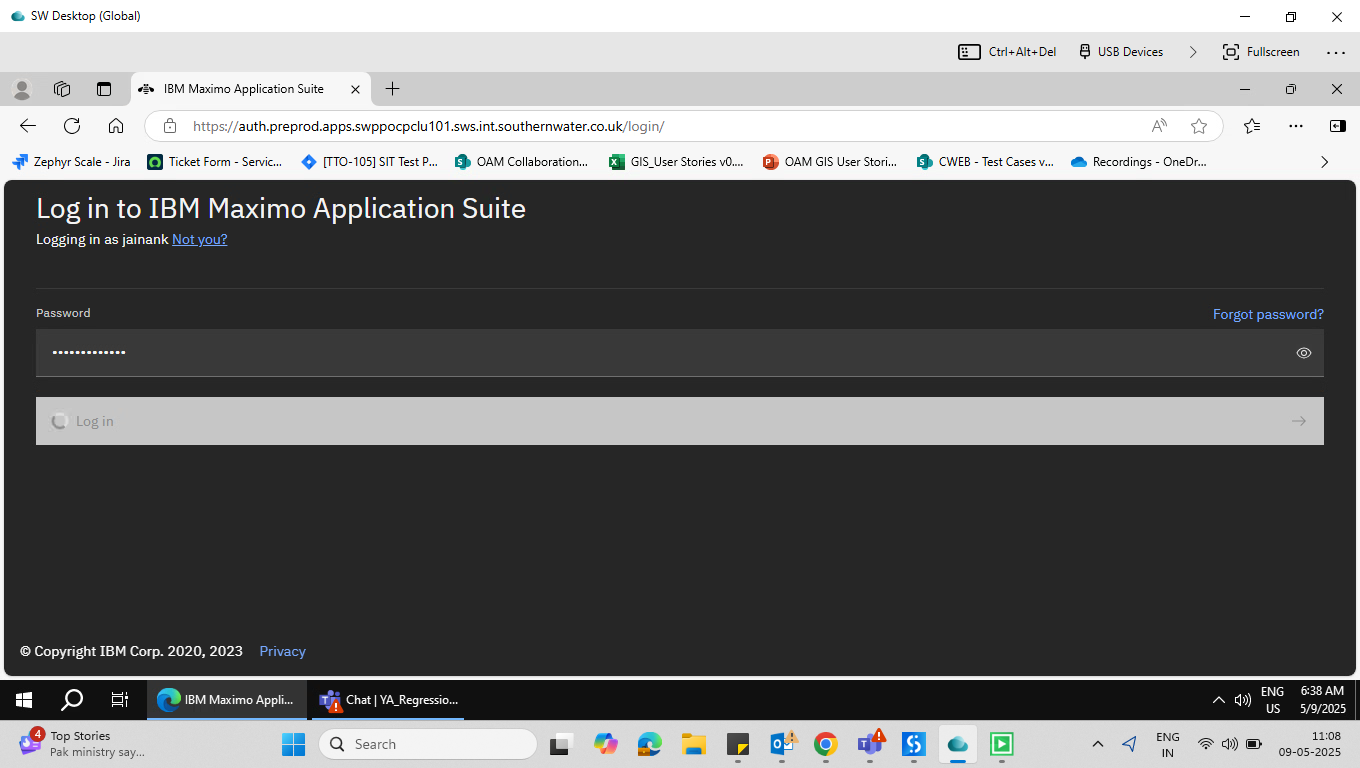 SW Desktop (Global)
Ctrl+Alt+Del USB Devices Fullscreen
IBM Maximo Application Suite
https://auth.preprod.apps.swppocpclu101.sws.int.southernwater.co.uk/login/
Zephyr Scale - Jira Ticket Form - Servic... [TTO-105] SIT Test P... OAM Collaboration... GIS_User Stories v0.... OAM GIS User Stori... CWEB - Test Cases v... Recordings - OneDr...
Log in to IBM Maximo Application Suite
Logging in as jainank Not you?
Password Forgot password?
Log in
© Copyright IBM Corp. 2020, 2023 Privacy
IBM Maximo Appli... Chat | YA_Regressio...
ENG
US
6:38 AM
5/9/2025
4
Top Stories
Pak ministry say...
Search
ENG
IN
11:08
09-05-2025